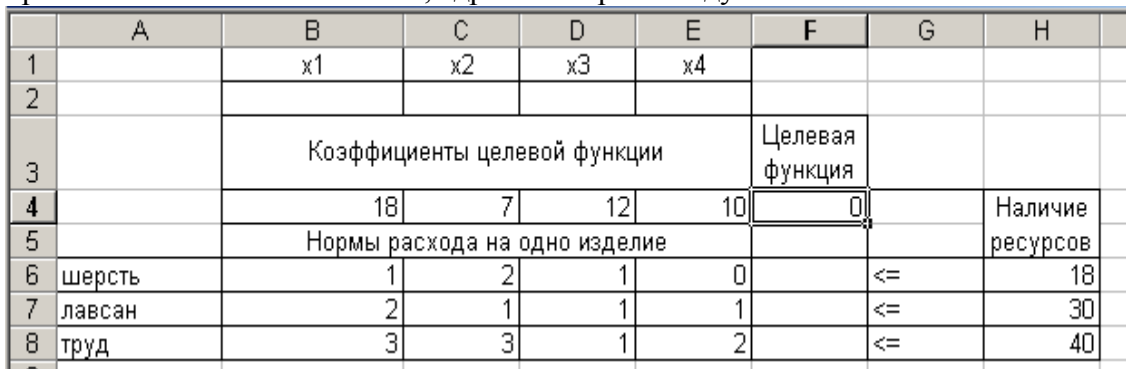 A B C D E F G H
1 x1 x2 x3 x4
2
3 Коэффициенты целевой функции Целевая функция
4 18 7 12 10 0 Наличие
5 Нормы расхода на одно изделие ресурсов
6 шерсть 1 2 1 0 <= 18
7 лавсан 2 1 1 1 <= 30
8 труд 3 3 1 2 <= 40